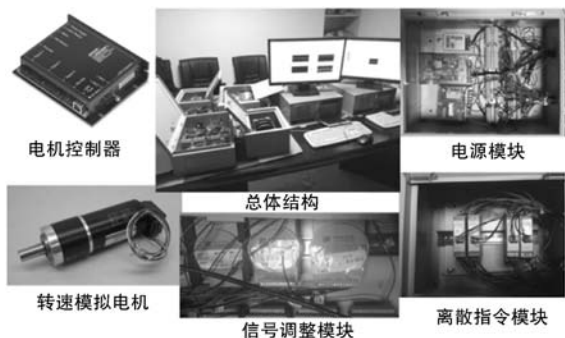 电机控制器
总体结构
电源模块
转速模拟电机
信号调整模块
离散指令模块